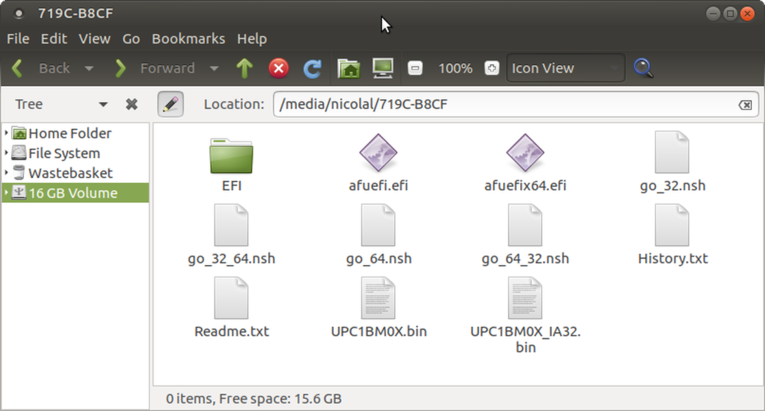 719C-B8CF
File Edit View Go Bookmarks Help
Back Forward 100% Icon View
Tree Location: /media/nicolal/719C-B8CF
Home Folder
File System
Wastebasket
16 GB Volume
EFI afuefi.efi afuefix64.efi go_32.nsh
go_32_64.nsh go_64.nsh go_64_32.nsh History.txt
Readme.txt UPC1BM0X.bin UPC1BM0X_IA32.
bin
0 items, Free space: 15.6 GB